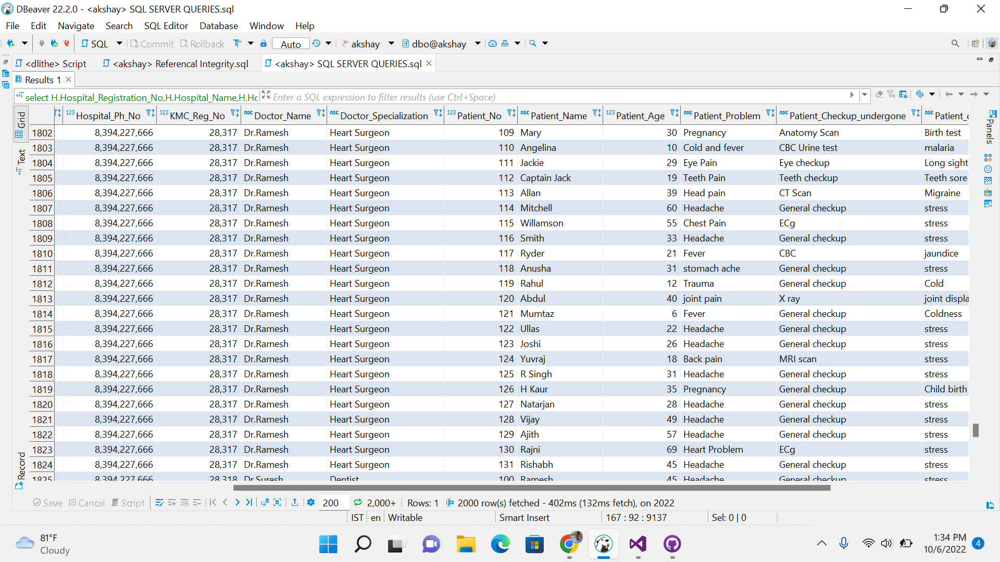 DBeaver 22.2.0 - <akshay> SQL SERVER QUERIES.sql
File Edit Navigate Search SQL Editor Database Window Help
SQL Commit Rollback Auto akshay dbo@akshay
<dlithe> Script <akshay> Referencal Integrity.sql <akshay> SQL SERVER QUERIES.sql
Results 1
select H.Hospital_Registration_No,H.Hospital_Name,H.Ho Enter a SQL expression to filter results (use Ctrl+Space)
Grid
Text
Record
Panels
123 Hospital_Ph_No 123 KMC_Reg_No ABC Doctor_Name ABC Doctor_Specialization 123 Patient_No ABC Patient_Name 123 Patient_Age ABC Patient_Problem ABC Patient_Checkup_undergone ABC Patient_
1802 8,394,227,666 28,317 Dr.Ramesh Heart Surgeon 109 Mary 30 Pregnancy Anatomy Scan Birth test
1803 8,394,227,666 28,317 Dr.Ramesh Heart Surgeon 110 Angelina 10 Cold and fever CBC Urine test malaria
1804 8,394,227,666 28,317 Dr.Ramesh Heart Surgeon 111 Jackie 29 Eye Pain Eye checkup Long sight
1805 8,394,227,666 28,317 Dr.Ramesh Heart Surgeon 112 Captain Jack 19 Teeth Pain Teeth checkup Teeth sore
1806 8,394,227,666 28,317 Dr.Ramesh Heart Surgeon 113 Allan 39 Head pain CT Scan Migraine
1807 8,394,227,666 28,317 Dr.Ramesh Heart Surgeon 114 Mitchell 60 Headache General checkup stress
1808 8,394,227,666 28,317 Dr.Ramesh Heart Surgeon 115 Willamson 55 Chest Pain ECg stress
1809 8,394,227,666 28,317 Dr.Ramesh Heart Surgeon 116 Smith 33 Headache General checkup stress
1810 8,394,227,666 28,317 Dr.Ramesh Heart Surgeon 117 Ryder 21 Fever CBC jaundice
1811 8,394,227,666 28,317 Dr.Ramesh Heart Surgeon 118 Anusha 31 stomach ache General checkup stress
1812 8,394,227,666 28,317 Dr.Ramesh Heart Surgeon 119 Rahul 12 Trauma General checkup Cold
1813 8,394,227,666 28,317 Dr.Ramesh Heart Surgeon 120 Abdul 40 joint pain X ray joint displa
1814 8,394,227,666 28,317 Dr.Ramesh Heart Surgeon 121 Mumtaz 6 Fever General checkup Coldness
1815 8,394,227,666 28,317 Dr.Ramesh Heart Surgeon 122 Ullas 22 Headache General checkup stress
1816 8,394,227,666 28,317 Dr.Ramesh Heart Surgeon 123 Joshi 26 Headache General checkup stress
1817 8,394,227,666 28,317 Dr.Ramesh Heart Surgeon 124 Yuvraj 18 Back pain MRI scan stress
1818 8,394,227,666 28,317 Dr.Ramesh Heart Surgeon 125 R Singh 31 Headache General checkup stress
1819 8,394,227,666 28,317 Dr.Ramesh Heart Surgeon 126 H Kaur 35 Pregnancy General checkup Child birth
1820 8,394,227,666 28,317 Dr.Ramesh Heart Surgeon 127 Natarjan 28 Headache General checkup stress
1821 8,394,227,666 28,317 Dr.Ramesh Heart Surgeon 128 Vijay 49 Headache General checkup stress
1822 8,394,227,666 28,317 Dr.Ramesh Heart Surgeon 129 Ajith 57 Headache General checkup stress
1823 8,394,227,666 28,317 Dr.Ramesh Heart Surgeon 130 Rajni 69 Heart Problem ECg stress
1824 8,394,227,666 28,317 Dr.Ramesh Heart Surgeon 131 Rishabh 45 Headache General checkup stress
1825 8,394,227,666 28,318 Dr.Suresh Dentist 100 Ramesh 45 Headache General checkup stress
Save Cancel Script 200 2,000+ Rows: 1 2000 row(s) fetched - 402ms (132ms fetch), on 2022
IST en Writable Smart Insert 167 : 92 : 9137 Sel: 0 | 0
81°F
Cloudy
1:34 PM
10/6/2022
4